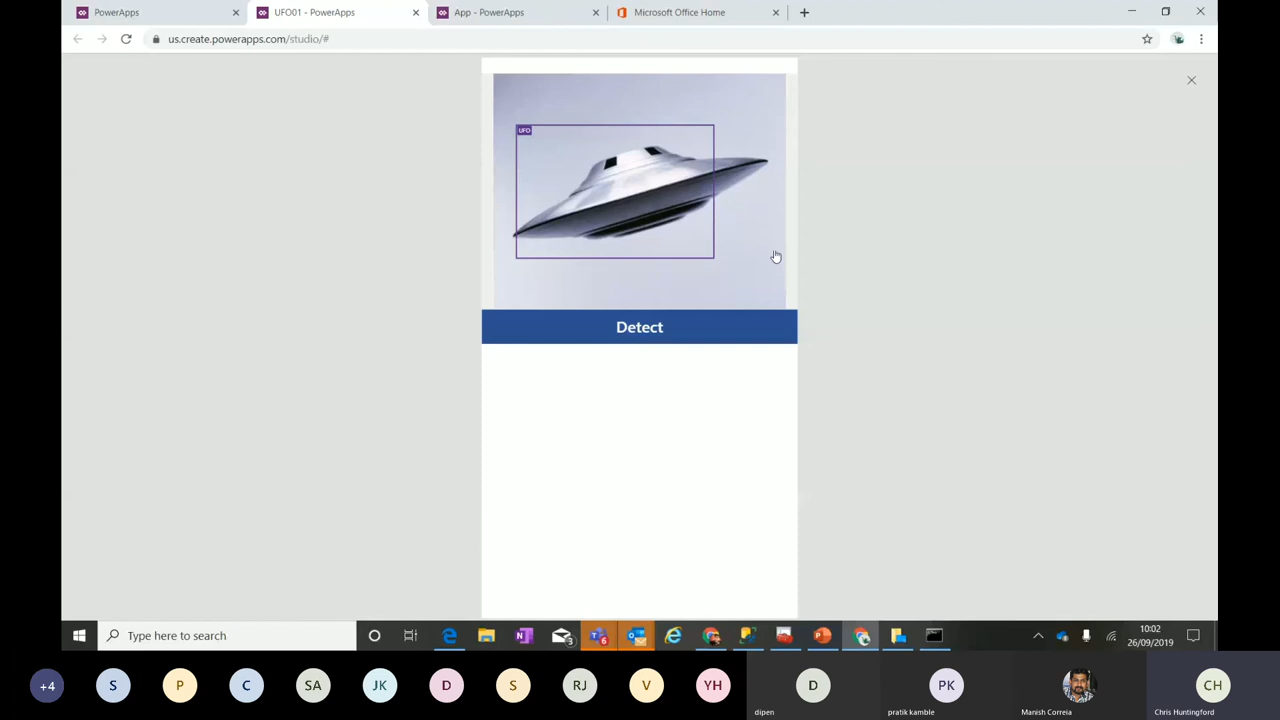 PowerApps
UFO01 - PowerApps
App - PowerApps
Microsoft Office Home
us.create.powerapps.com/studio/#
UFO
Detect
Type here to search
3
6
10:02
26/09/2019
+4
S
P
C
SA
JK
D
S
RJ
V
YH
D
PK
CH
dipen
pratik kamble
Manish Correia
Chris Huntingford